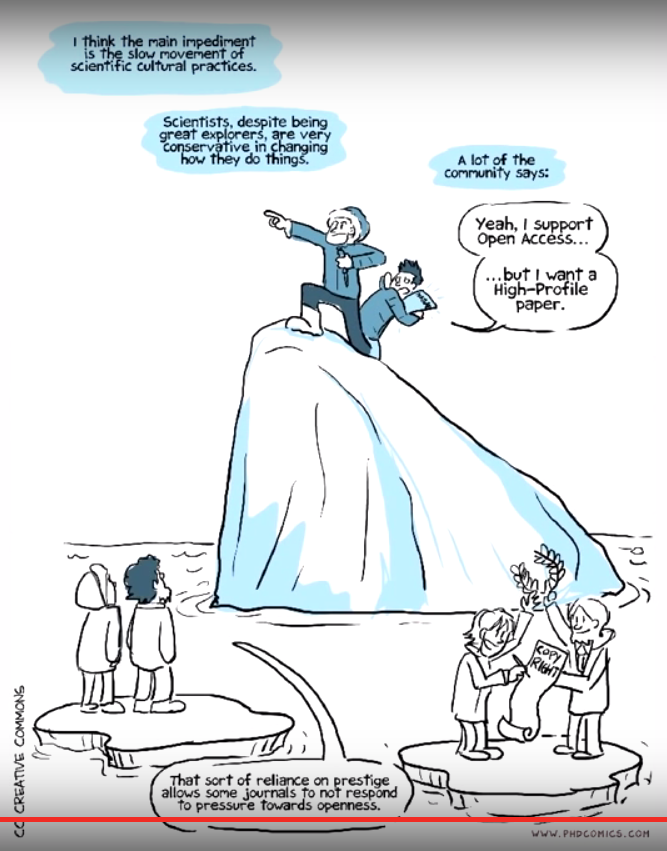 I think the main impediment
is the slow movement of
scientific cultural practices.
Scientists, despite being
great explorers, are very
conservative in changing
how they do things.
A lot of the
community says:
Yeah, I support
Open Access...
...but I want a
High-Profile
paper.
COPY
RIGHT
That sort of reliance on prestige
allows some journals to not respond
to pressure towards openness.
CC CREATIVE COMMONS
WWW.PHDCOMICS.COM